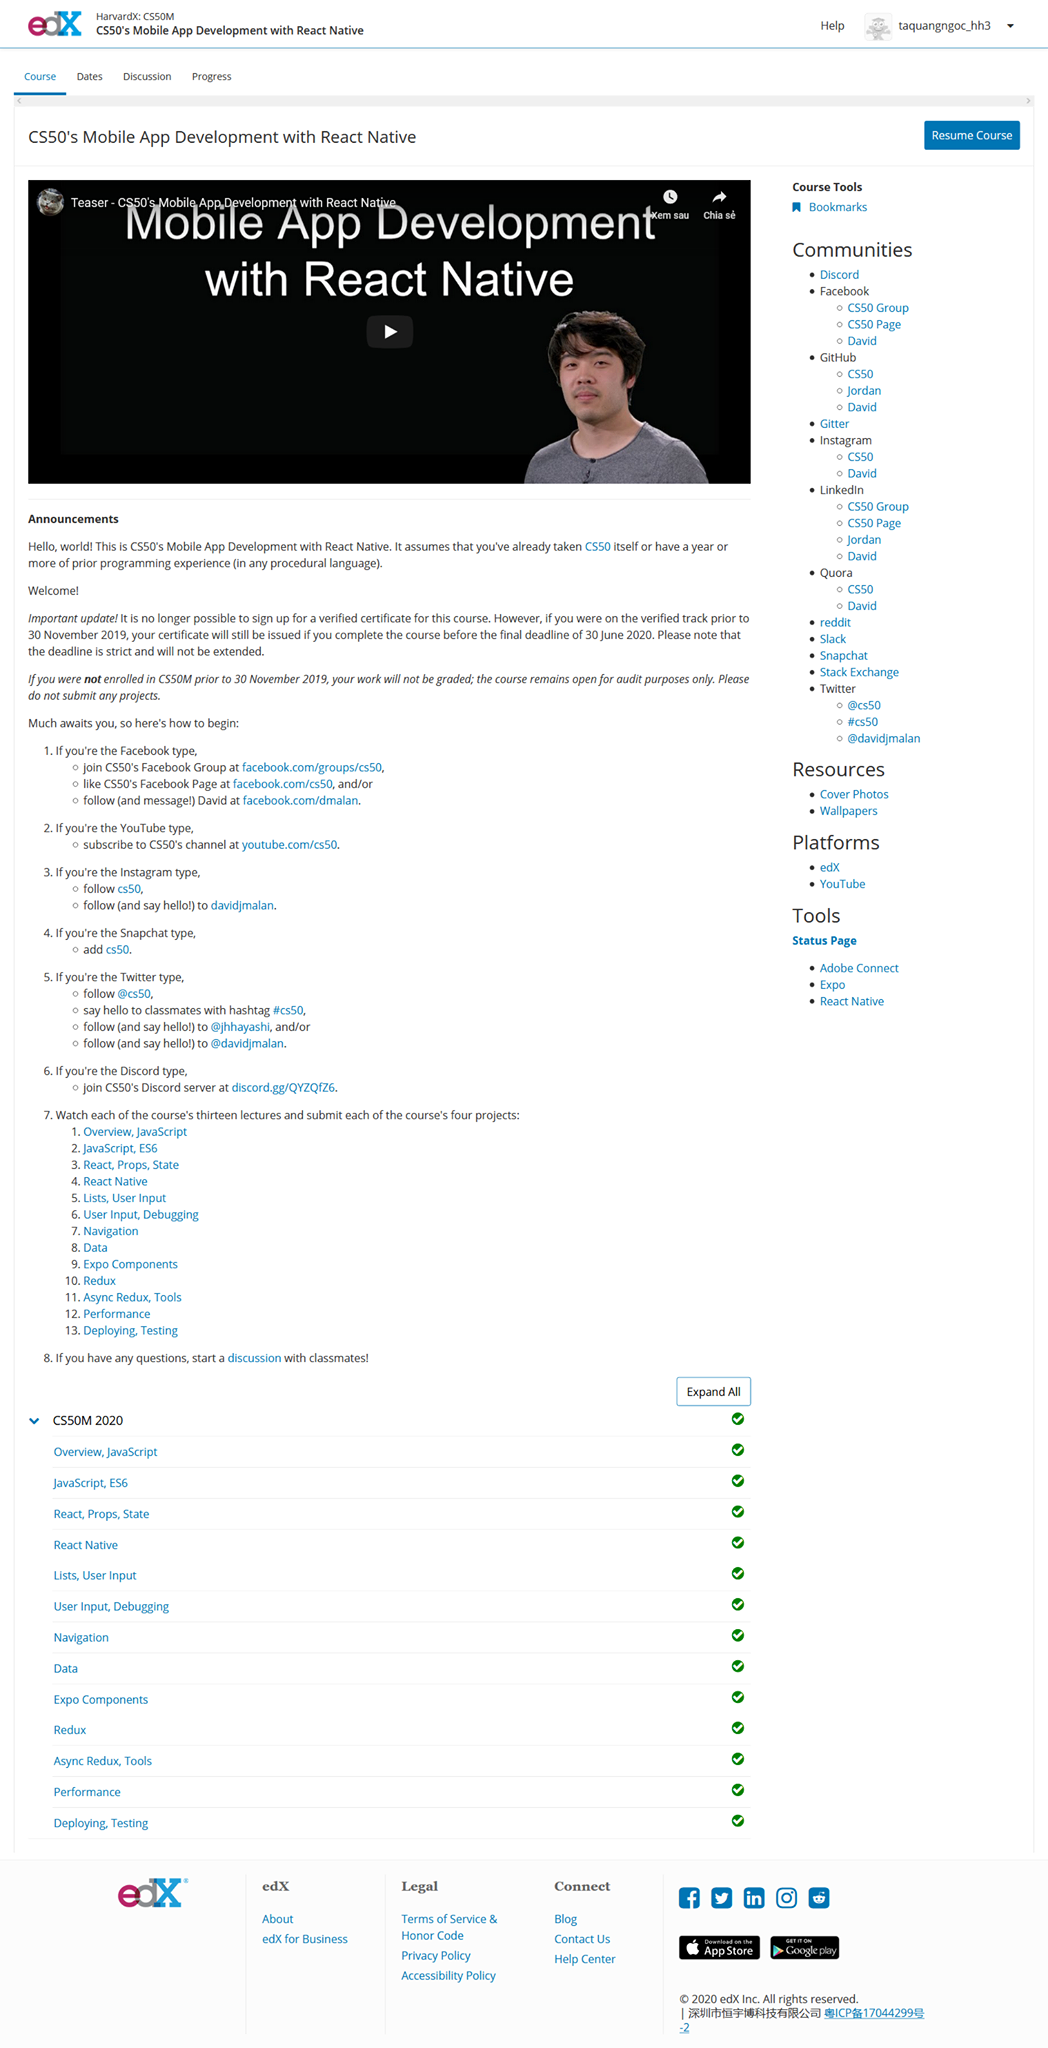 edX
HarvardX: CS50M
CS50's Mobile App Development with React Native
Help
taquangngoc_hh3
Course
Dates
Discussion
Progress
CS50's Mobile App Development with React Native
Resume Course
Teaser - CS50's Mobile App Development with React Native
Xem sau
Chia sẻ
Mobile App Development
with React Native
Announcements
Hello, world! This is CS50's Mobile App Development with React Native. It assumes that you've already taken CS50 itself or have a year or
more of prior programming experience (in any procedural language).
Welcome!
Important update! It is no longer possible to sign up for a verified certificate for this course. However, if you were on the verified track prior to
30 November 2019, your certificate will still be issued if you complete the course before the final deadline of 30 June 2020. Please note that
the deadline is strict and will not be extended.
If you were not enrolled in CS50M prior to 30 November 2019, your work will not be graded; the course remains open for audit purposes only. Please
do not submit any projects.
Much awaits you, so here's how to begin:
1. If you're the Facebook type,
join CS50's Facebook Group at facebook.com/groups/cs50,
like CS50's Facebook Page at facebook.com/cs50, and/or
follow (and message!) David at facebook.com/dmalan.
2. If you're the YouTube type,
subscribe to CS50's channel at youtube.com/cs50.
3. If you're the Instagram type,
follow cs50,
follow (and say hello!) to davidjmalan.
4. If you're the Snapchat type,
add cs50.
5. If you're the Twitter type,
follow @cs50,
say hello to classmates with hashtag #cs50,
follow (and say hello!) to @jhhayashi, and/or
follow (and say hello!) to @davidjmalan.
6. If you're the Discord type,
join CS50's Discord server at discord.gg/QYZQfZ6.
7. Watch each of the course's thirteen lectures and submit each of the course's four projects:
1. Overview, JavaScript
2. JavaScript, ES6
3. React, Props, State
4. React Native
5. Lists, User Input
6. User Input, Debugging
7. Navigation
8. Data
9. Expo Components
10. Redux
11. Async Redux, Tools
12. Performance
13. Deploying, Testing
8. If you have any questions, start a discussion with classmates!
Expand All
CS50M 2020
Overview, JavaScript
JavaScript, ES6
React, Props, State
React Native
Lists, User Input
User Input, Debugging
Navigation
Data
Expo Components
Redux
Async Redux, Tools
Performance
Deploying, Testing
Course Tools
Bookmarks
Communities
Discord
Facebook
CS50 Group
CS50 Page
David
GitHub
CS50
Jordan
David
Gitter
Instagram
CS50
David
LinkedIn
CS50 Group
CS50 Page
Jordan
David
Quora
CS50
David
reddit
Slack
Snapchat
Stack Exchange
Twitter
@cs50
#cs50
@davidjmalan
Resources
Cover Photos
Wallpapers
Platforms
edX
YouTube
Tools
Status Page
Adobe Connect
Expo
React Native
edX
edX
About
edX for Business
Legal
Terms of Service &
Honor Code
Privacy Policy
Accessibility Policy
Connect
Blog
Contact Us
Help Center
Download on the
App Store
GET IT ON
Google play
© 2020 edX Inc. All rights reserved.
| 深圳市恒宇博科技有限公司 粤ICP备17044299号
-2